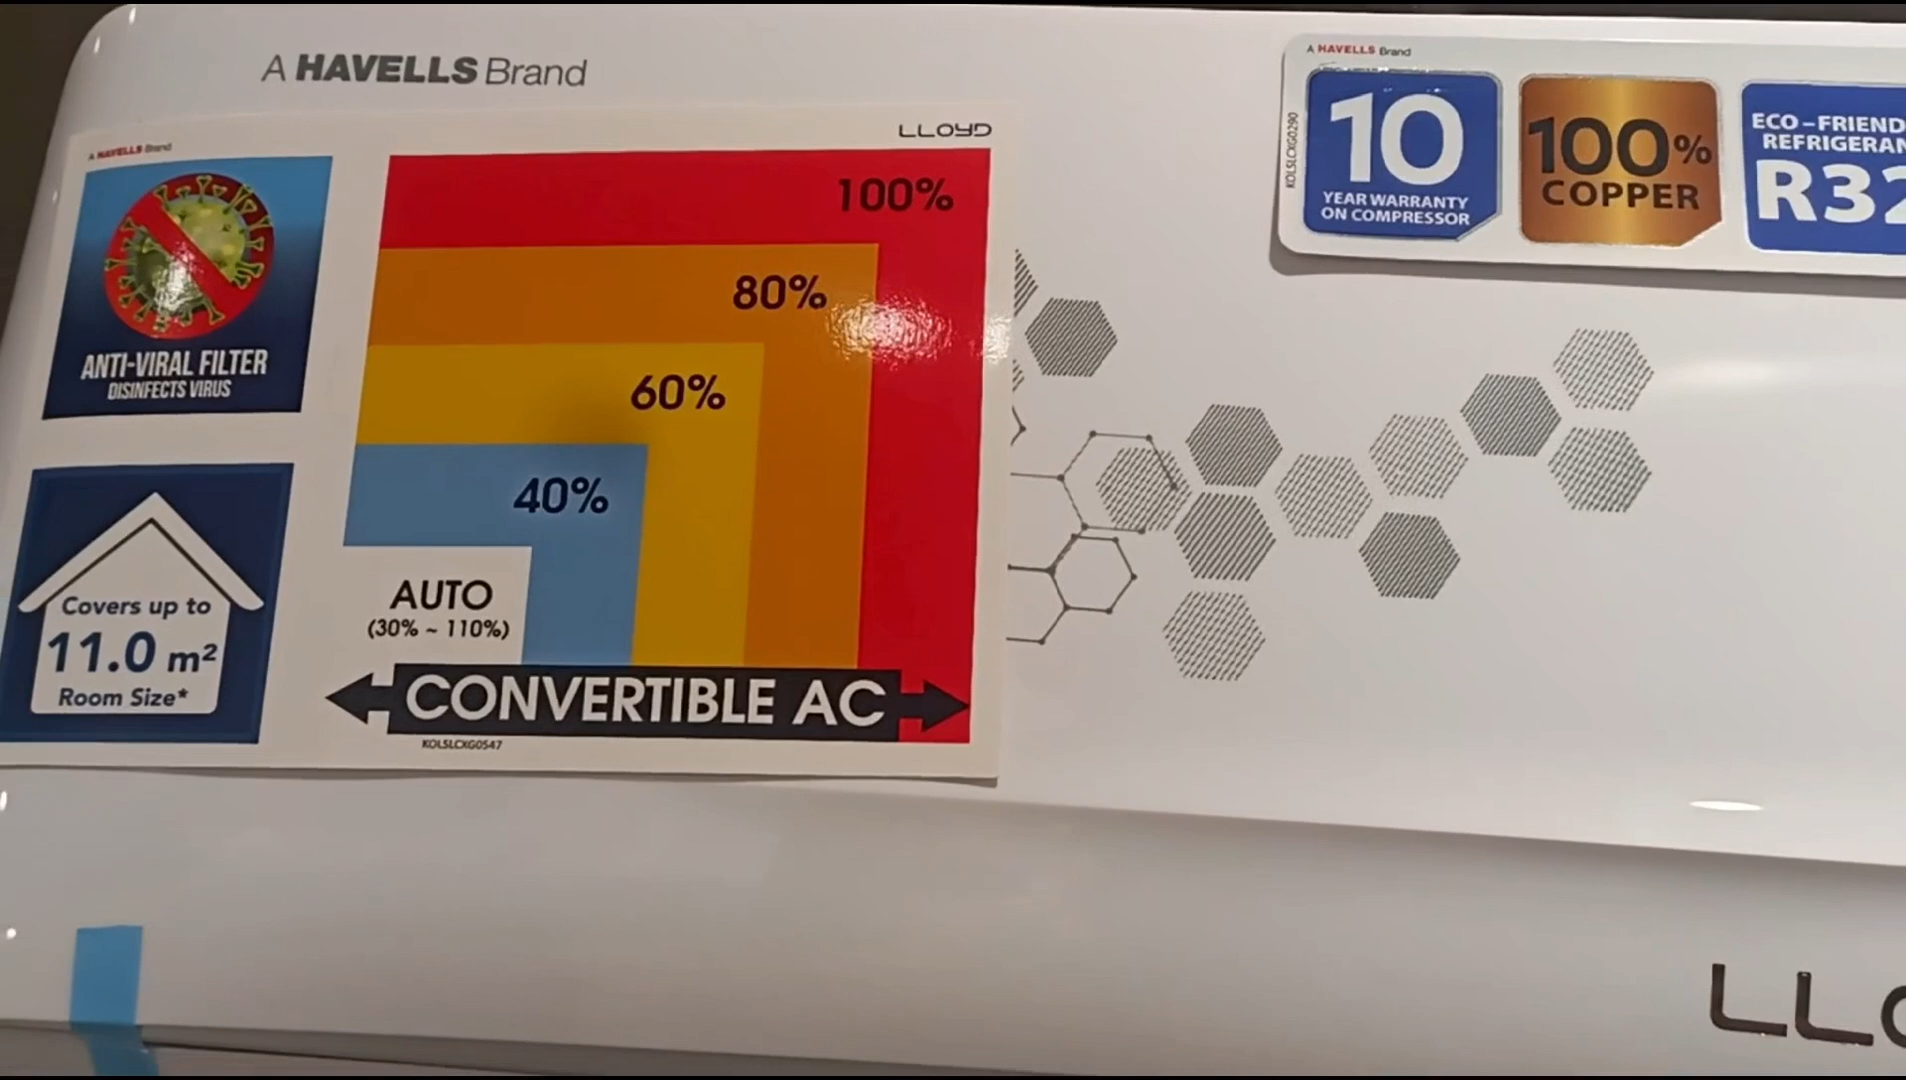 A HAVELLS Brand
A HAVELLS Brand
LLOYD
ANTI-VIRAL FILTER
DISINFECTS VIRUS
Covers up to
11.0 m²
Room Size*
100%
80%
60%
40%
AUTO
(30% ~ 110%)
CONVERTIBLE AC
KOLSLCXG0547
A HAVELLS Brand
KOLSLCXG0290
10
YEAR WARRANTY
ON COMPRESSOR
100%
COPPER
ECO-FRIEND
REFRIGERAN
R32
LLO